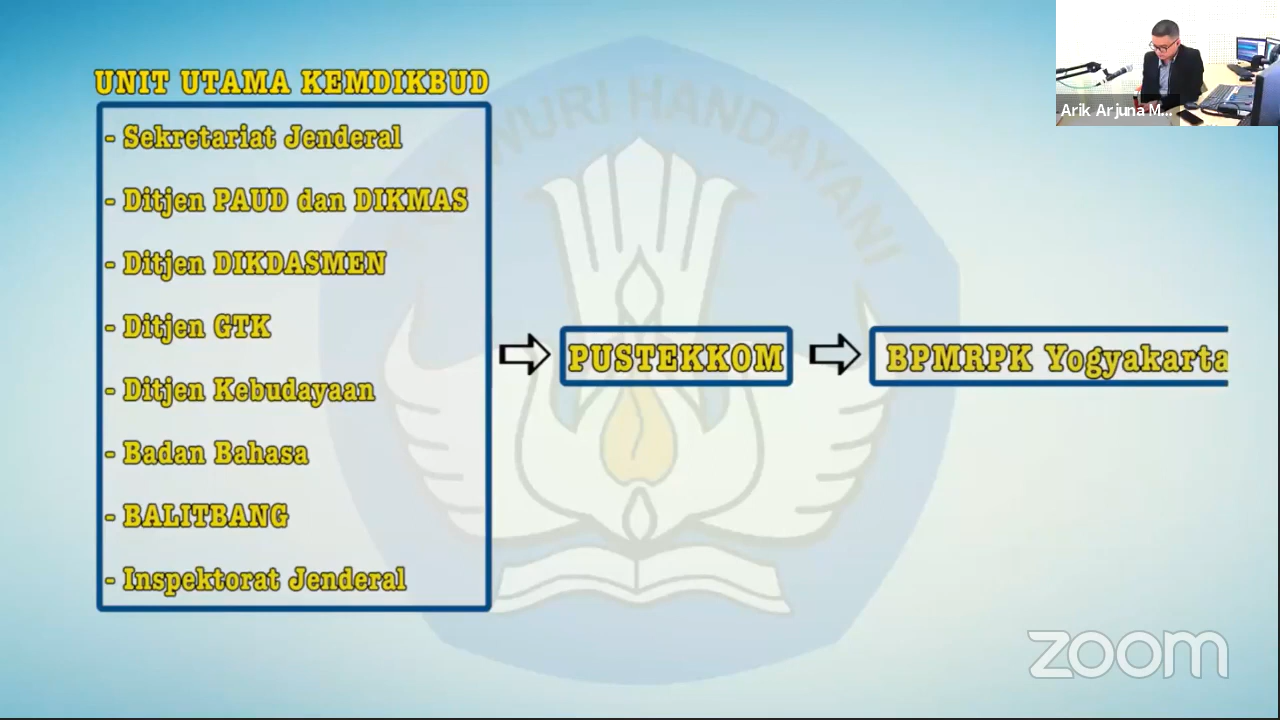 UNIT UTAMA KEMDIKBUD
- Sekretariat Jenderal
- Ditjen PAUD dan DIKMAS
- Ditjen DIKDASMEN
- Ditjen GTK
- Ditjen Kebudayaan
- Badan Bahasa
- BALITBANG
- Inspektorat Jenderal
PUSTEKKOM
BPMRPK Yogyakarta
WURI HANDAYANI
Arik Arjuna M...
zoom